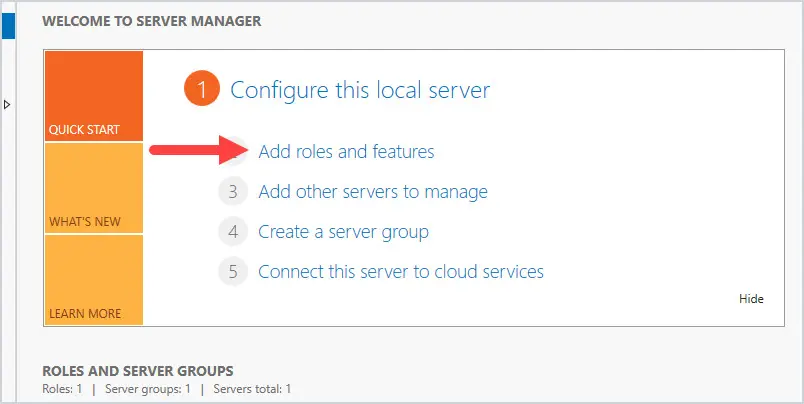 WELCOME TO SERVER MANAGER
QUICK START
WHAT'S NEW
LEARN MORE
1 Configure this local server
Add roles and features
3 Add other servers to manage
4 Create a server group
5 Connect this server to cloud services
Hide
ROLES AND SERVER GROUPS
Roles: 1 | Server groups: 1 | Servers total: 1